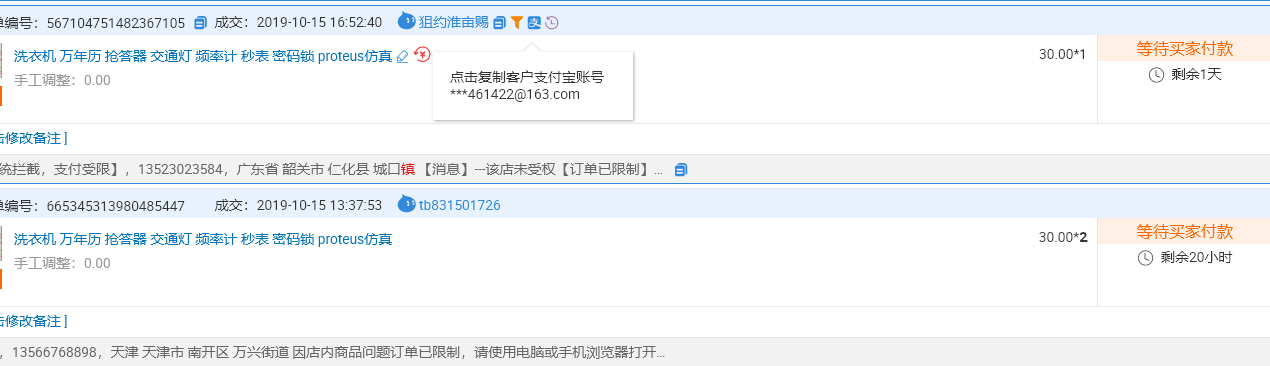 单编号：567104751482367105 成交：2019-10-15 16:52:40 狙约淮亩赐
洗衣机 万年历 抢答器 交通灯 频率计 秒表 密码锁 proteus仿真 30.00*1 等待买家付款
手工调整：0.00 点击复制客户支付宝账号 剩余1天
***461422@163.com
击修改备注 ]
统拦截，支付受限】，13523023584，广东省 韶关市 仁化县 城口镇 【消息】---该店未受权【订单已限制】...
单编号：665345313980485447 成交：2019-10-15 13:37:53 tb831501726
洗衣机 万年历 抢答器 交通灯 频率计 秒表 密码锁 proteus仿真 30.00*2 等待买家付款
手工调整：0.00 剩余20小时
击修改备注 ]
，13566768898，天津 天津市 南开区 万兴街道 因店内商品问题订单已限制，请使用电脑或手机浏览器打开...